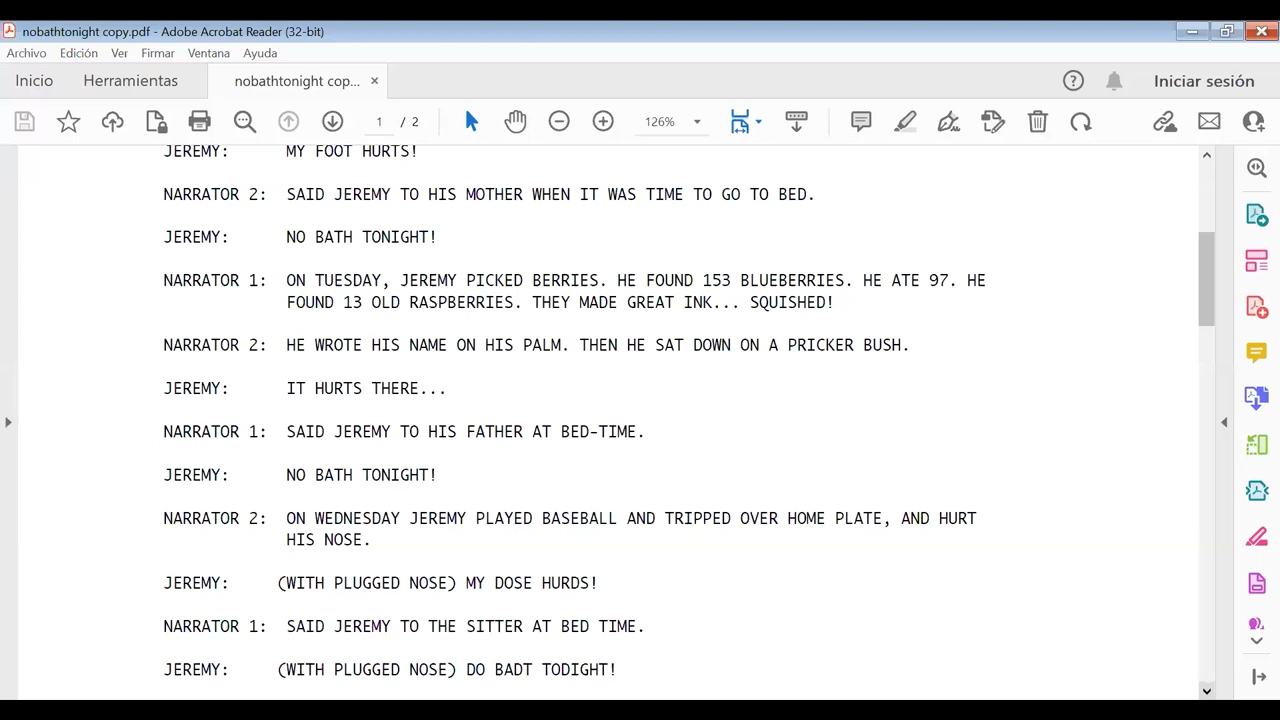 nobathtonight copy.pdf - Adobe Acrobat Reader (32-bit)
Archivo Edición Ver Firmar Ventana Ayuda
Inicio Herramientas nobathtonight cop... × Iniciar sesión
1 / 2 126%
JEREMY: MY FOOT HURTS!
NARRATOR 2: SAID JEREMY TO HIS MOTHER WHEN IT WAS TIME TO GO TO BED.
JEREMY: NO BATH TONIGHT!
NARRATOR 1: ON TUESDAY, JEREMY PICKED BERRIES. HE FOUND 153 BLUEBERRIES. HE ATE 97. HE
FOUND 13 OLD RASPBERRIES. THEY MADE GREAT INK... SQUISHED!
NARRATOR 2: HE WROTE HIS NAME ON HIS PALM. THEN HE SAT DOWN ON A PRICKER BUSH.
JEREMY: IT HURTS THERE...
NARRATOR 1: SAID JEREMY TO HIS FATHER AT BED-TIME.
JEREMY: NO BATH TONIGHT!
NARRATOR 2: ON WEDNESDAY JEREMY PLAYED BASEBALL AND TRIPPED OVER HOME PLATE, AND HURT
HIS NOSE.
JEREMY: (WITH PLUGGED NOSE) MY DOSE HURDS!
NARRATOR 1: SAID JEREMY TO THE SITTER AT BED TIME.
JEREMY: (WITH PLUGGED NOSE) DO BADT TODIGHT!